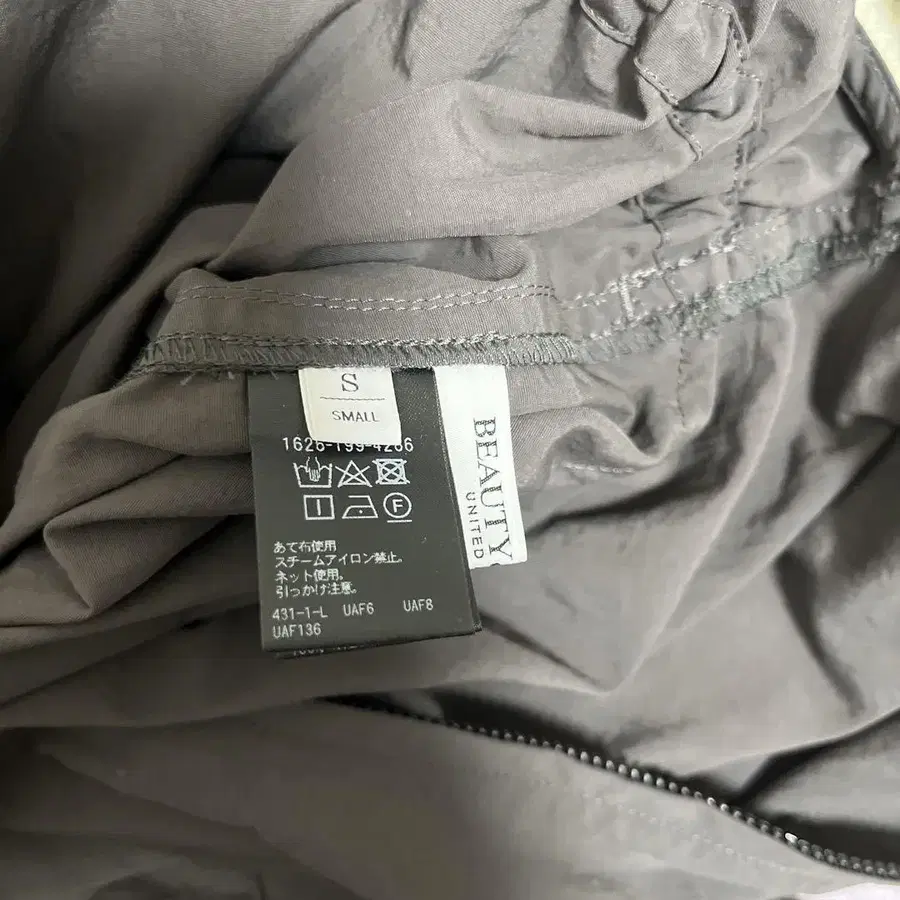 S
SMALL
1626-199-4266
F
あて布使用
スチームアイロン禁止。
ネット使用。
引っかけ注意。
431-1-L UAF6 UAF8
UAF136
BEAUTY
UNITED